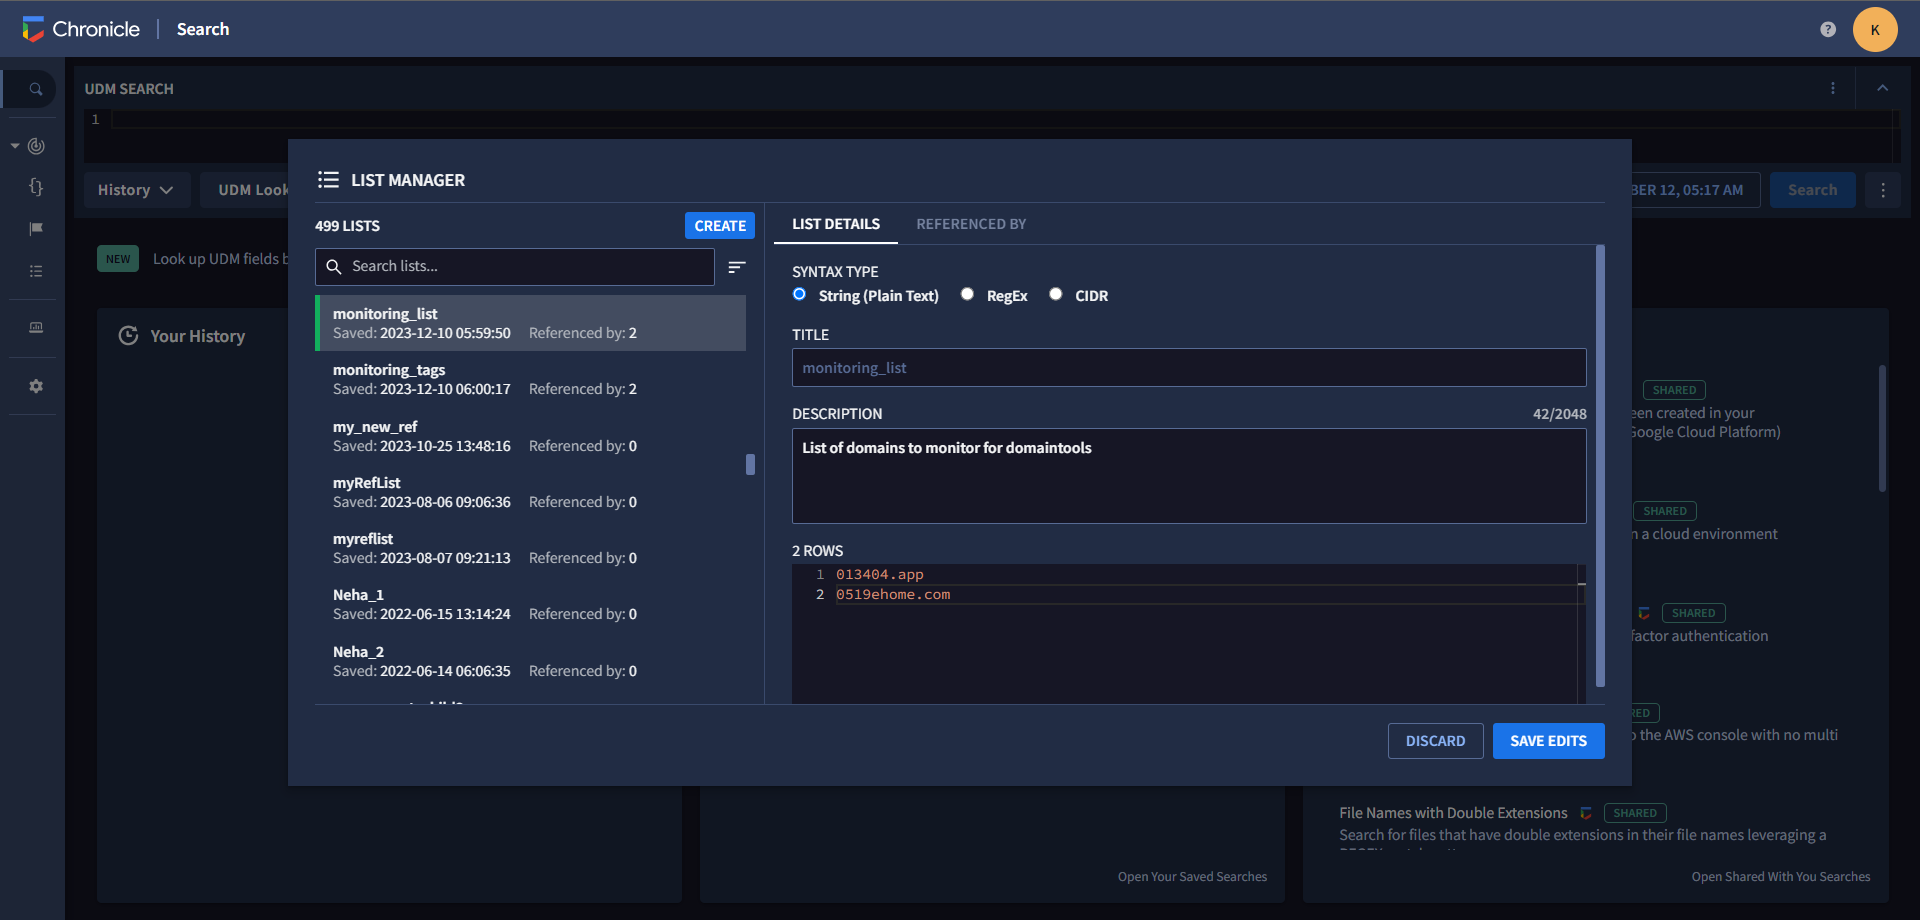 Chronicle | Search
? K
UDM SEARCH
1
History
UDM Look
BER 12, 05:17 AM
Search
NEW
Look up UDM fields b
Your History
LIST MANAGER
499 LISTS
CREATE
Search lists...
monitoring_list
Saved: 2023-12-10 05:59:50 Referenced by: 2
monitoring_tags
Saved: 2023-12-10 06:00:17 Referenced by: 2
my_new_ref
Saved: 2023-10-25 13:48:16 Referenced by: 0
myRefList
Saved: 2023-08-06 09:06:36 Referenced by: 0
myreflist
Saved: 2023-08-07 09:21:13 Referenced by: 0
Neha_1
Saved: 2022-06-15 13:14:24 Referenced by: 0
Neha_2
Saved: 2022-06-14 06:06:35 Referenced by: 0
LIST DETAILS
REFERENCED BY
SYNTAX TYPE
String (Plain Text) RegEx CIDR
TITLE
monitoring_list
DESCRIPTION 42/2048
List of domains to monitor for domaintools
2 ROWS
1 013404.app
2 0519ehome.com
DISCARD
SAVE EDITS
SHARED
een created in your
Google Cloud Platform)
SHARED
n a cloud environment
SHARED
factor authentication
RED
o the AWS console with no multi
File Names with Double Extensions SHARED
Search for files that have double extensions in their file names leveraging a
Open Your Saved Searches
Open Shared With You Searches